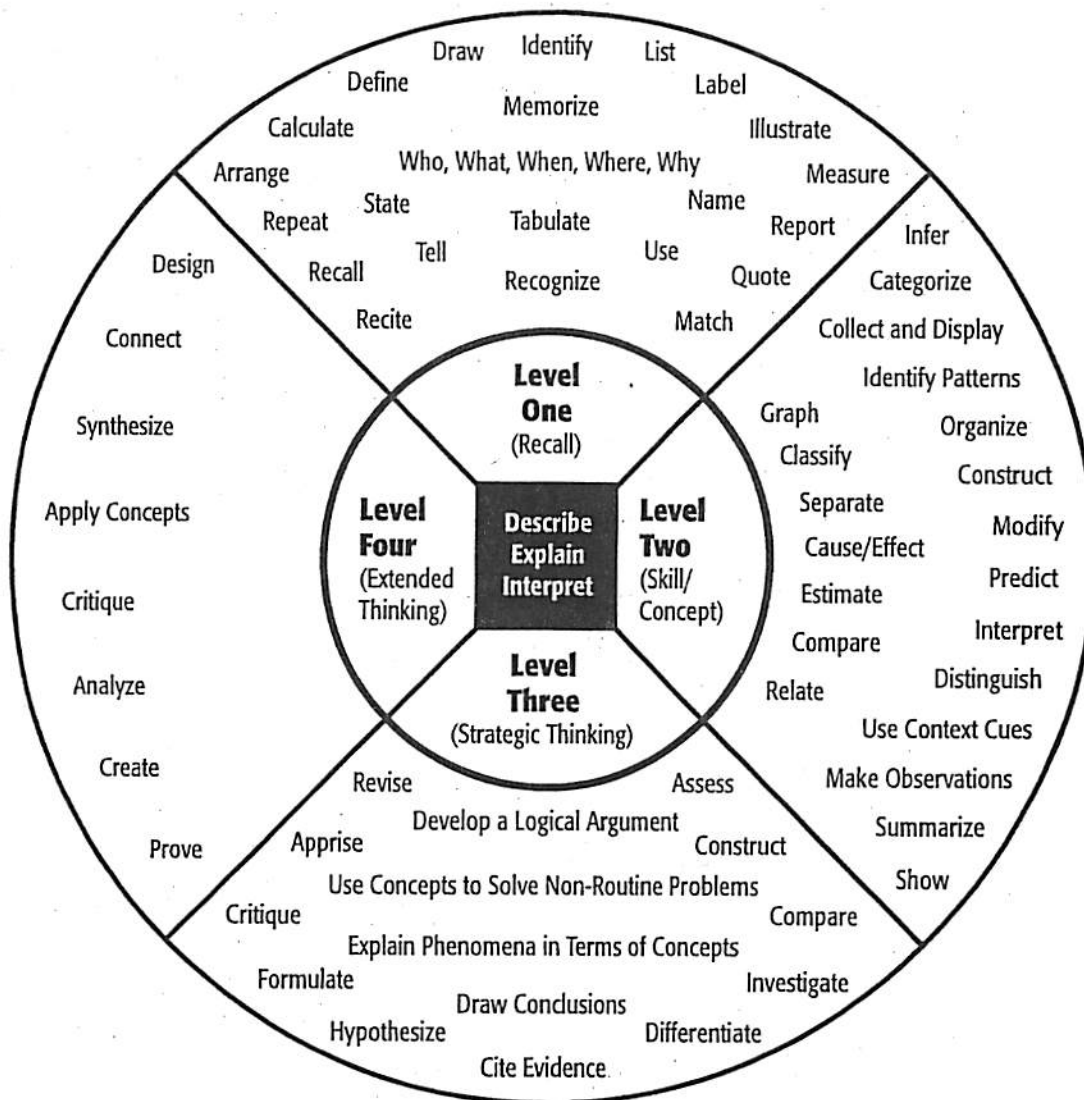 Draw
Identify
List
Define
Label
Memorize
Calculate
Illustrate
Who, What, When, Where, Why
Arrange
Measure
State
Name
Repeat
Tabulate
Report
Tell
Use
Recall
Recognize
Quote
Recite
Match
Infer
Categorize
Collect and Display
Identify Patterns
Graph
Organize
Classify
Construct
Separate
Modify
Cause/Effect
Predict
Estimate
Interpret
Compare
Distinguish
Relate
Use Context Cues
Make Observations
Summarize
Show
Revise
Assess
Develop a Logical Argument
Apprise
Construct
Use Concepts to Solve Non-Routine Problems
Critique
Compare
Explain Phenomena in Terms of Concepts
Formulate
Investigate
Draw Conclusions
Hypothesize
Differentiate
Cite Evidence
Design
Connect
Synthesize
Apply Concepts
Critique
Analyze
Create
Prove
Level
One
(Recall)
Level
Two
(Skill/
Concept)
Level
Three
(Strategic Thinking)
Level
Four
(Extended
Thinking)
Describe
Explain
Interpret